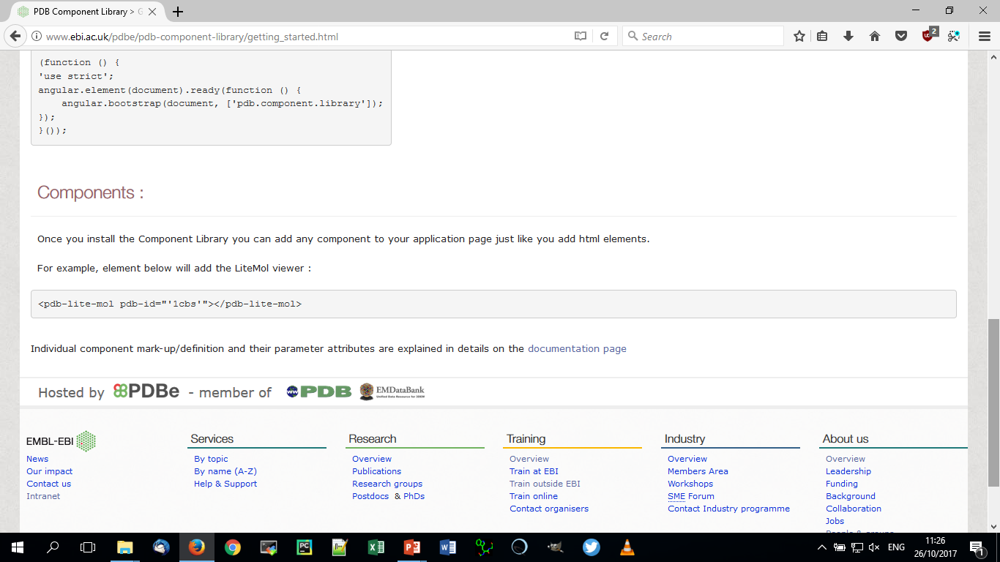 PDB Component Library > G
www.ebi.ac.uk/pdbe/pdb-component-library/getting_started.html
Search
2
(function () {
'use strict';
angular.element(document).ready(function () {
angular.bootstrap(document, ['pdb.component.library']);
});
}());
Components :
Once you install the Component Library you can add any component to your application page just like you add html elements.
For example, element below will add the LiteMol viewer :
<pdb-lite-mol pdb-id="'1cbs'"></pdb-lite-mol>
Individual component mark-up/definition and their parameter attributes are explained in details on the documentation page
Hosted by PDBe - member of PDB EMDataBank
EMBL-EBI
News
Our impact
Contact us
Intranet
Services
By topic
By name (A-Z)
Help & Support
Research
Overview
Publications
Research groups
Postdocs & PhDs
Training
Overview
Train at EBI
Train outside EBI
Train online
Contact organisers
Industry
Overview
Members Area
Workshops
SME Forum
Contact Industry programme
About us
Overview
Leadership
Funding
Background
Collaboration
Jobs
ENG
11:26
26/10/2017
1